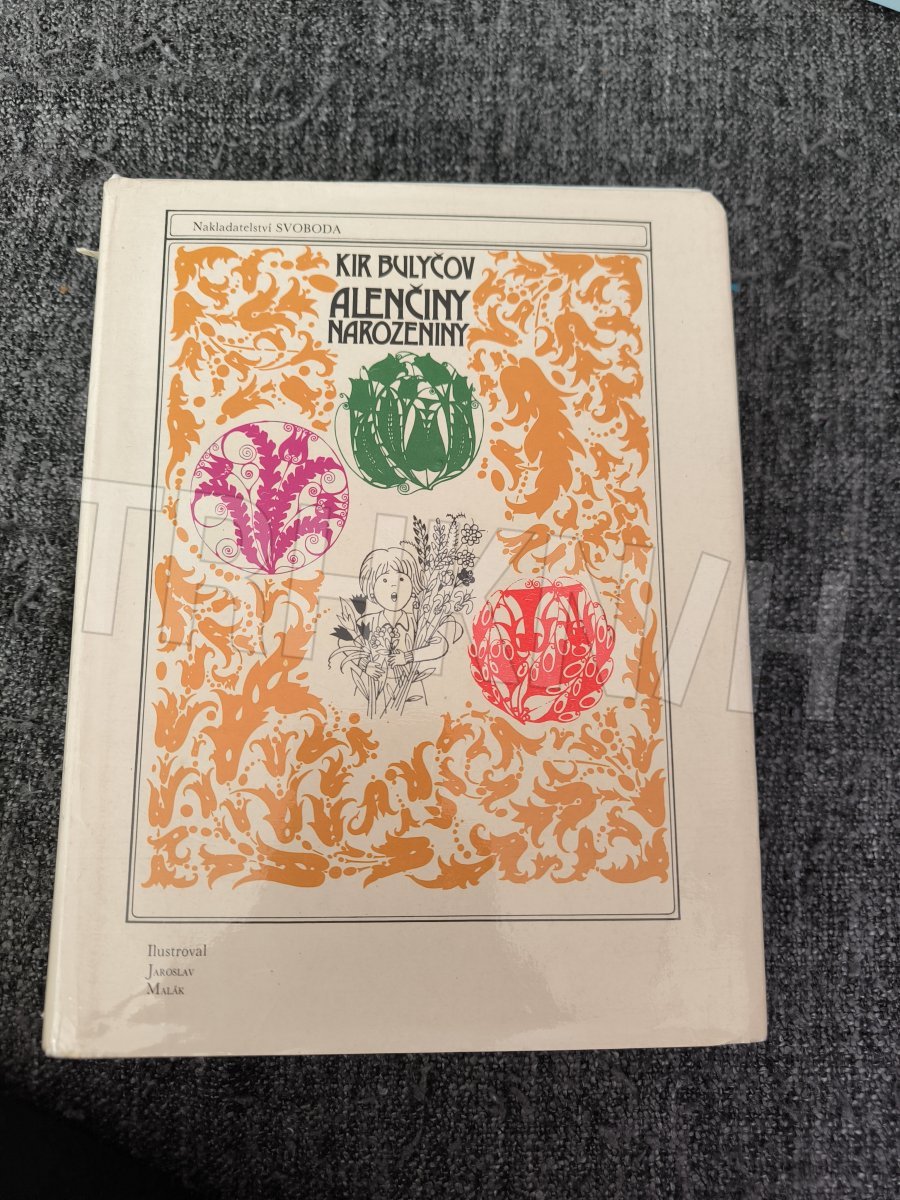 Nakladatelství SVOBODA
KIR BULYČOV
ALENČINY
NAROZENINY
Ilustroval
JAROSLAV
MALÁK